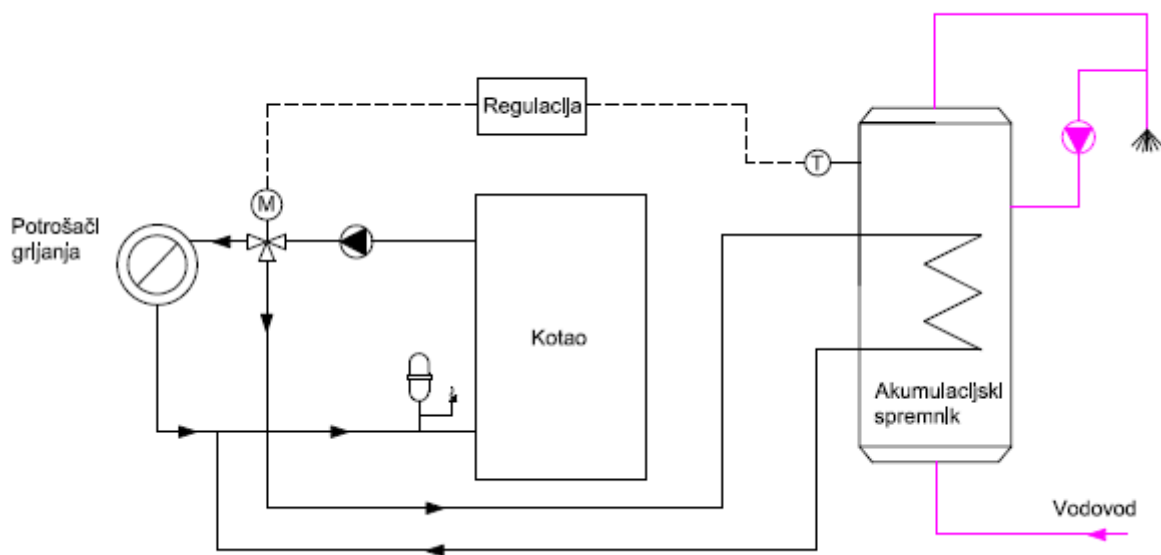 Regulacija
T
M
Potrošači
grijanja
Kotao
Akumulacijski
spremnik
Vodovod